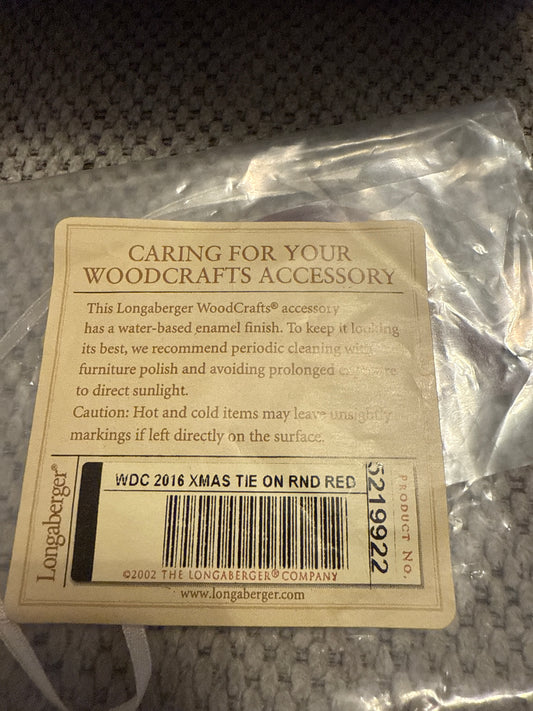 CARING FOR YOUR
WOODCRAFTS ACCESSORY
This Longaberger WoodCrafts® accessory
has a water-based enamel finish. To keep it looking
its best, we recommend periodic cleaning with
furniture polish and avoiding prolonged exposure
to direct sunlight.
Caution: Hot and cold items may leave unsightly
markings if left directly on the surface.
Longaberger®
WDC 2016 XMAS TIE ON RND RED
5219922
PRODUCT NO.
©2002 THE LONGABERGER® COMPANY
www.longaberger.com